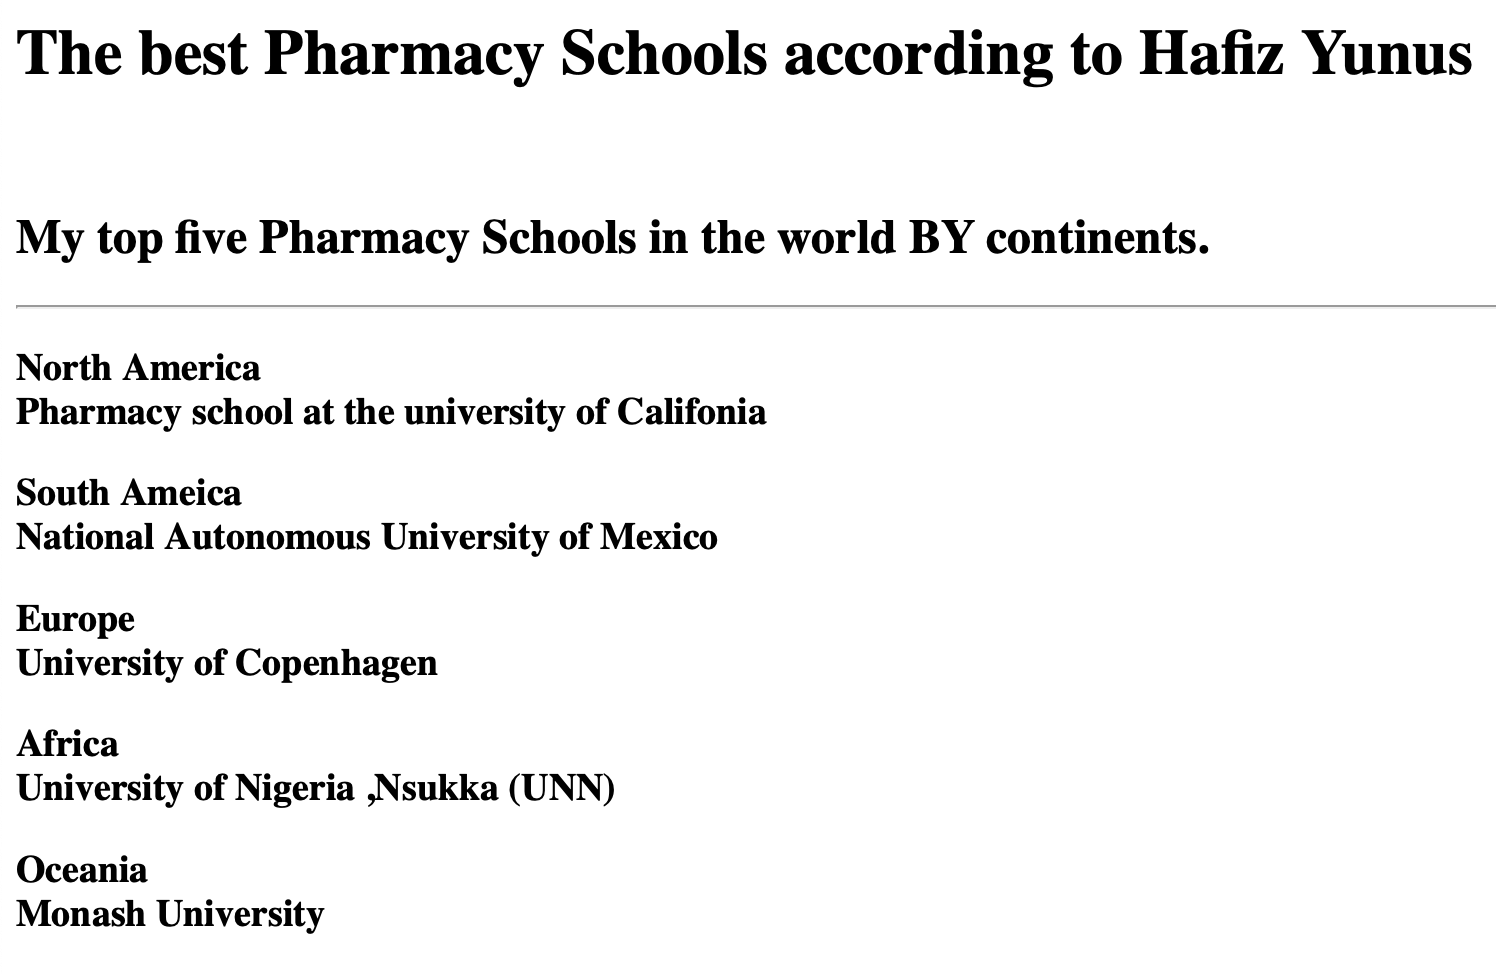 The best Pharmacy Schools according to Hafiz Yunus
My top five Pharmacy Schools in the world BY continents.
North America
Pharmacy school at the university of Califonia
South Ameica
National Autonomous University of Mexico
Europe
University of Copenhagen
Africa
University of Nigeria ,Nsukka (UNN)
Oceania
Monash University